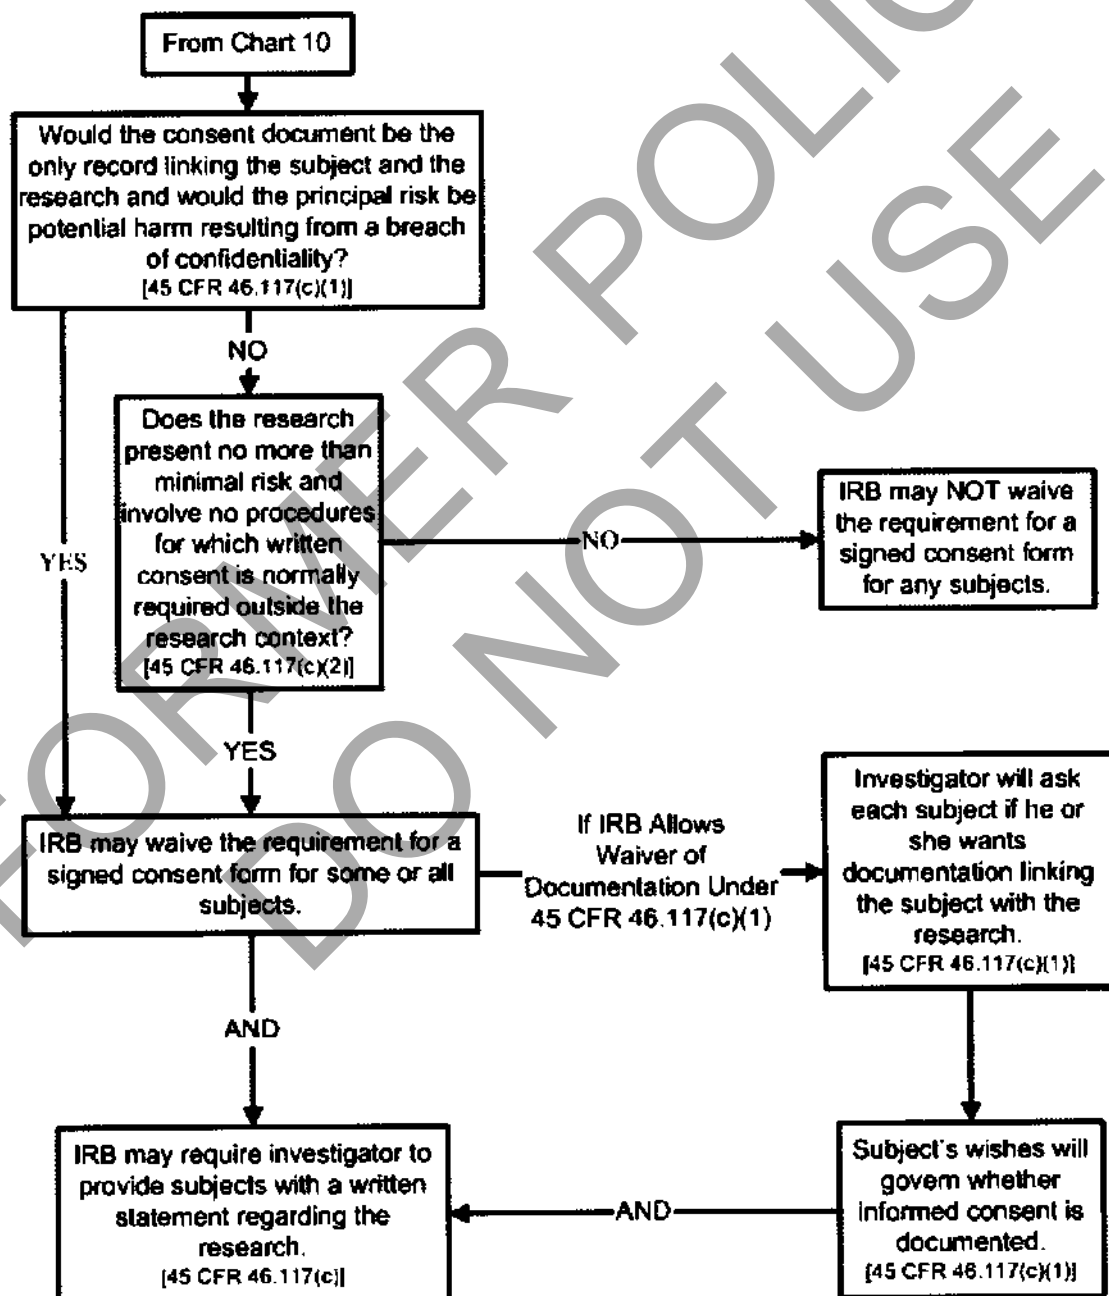 From Chart 10
Would the consent document be the
only record linking the subject and the
research and would the principal risk be
potential harm resulting from a breach
of confidentiality?
[45 CFR 46.117(c)(1)]
NO
YES
Does the research
present no more than
minimal risk and
involve no procedures
for which written
consent is normally
required outside the
research context?
[45 CFR 46.117(c)(2)]
NO
IRB may NOT waive
the requirement for a
signed consent form
for any subjects.
YES
IRB may waive the requirement for a
signed consent form for some or all
subjects.
If IRB Allows
Waiver of
Documentation Under
45 CFR 46.117(c)(1)
Investigator will ask
each subject if he or
she wants
documentation linking
the subject with the
research.
[45 CFR 46.117(c)(1)]
AND
IRB may require investigator to
provide subjects with a written
statement regarding the
research.
[45 CFR 46.117(c)]
AND
Subject's wishes will
govern whether
informed consent is
documented.
[45 CFR 46.117(c)(1)]
FORMER POLIC
DO NOT USE